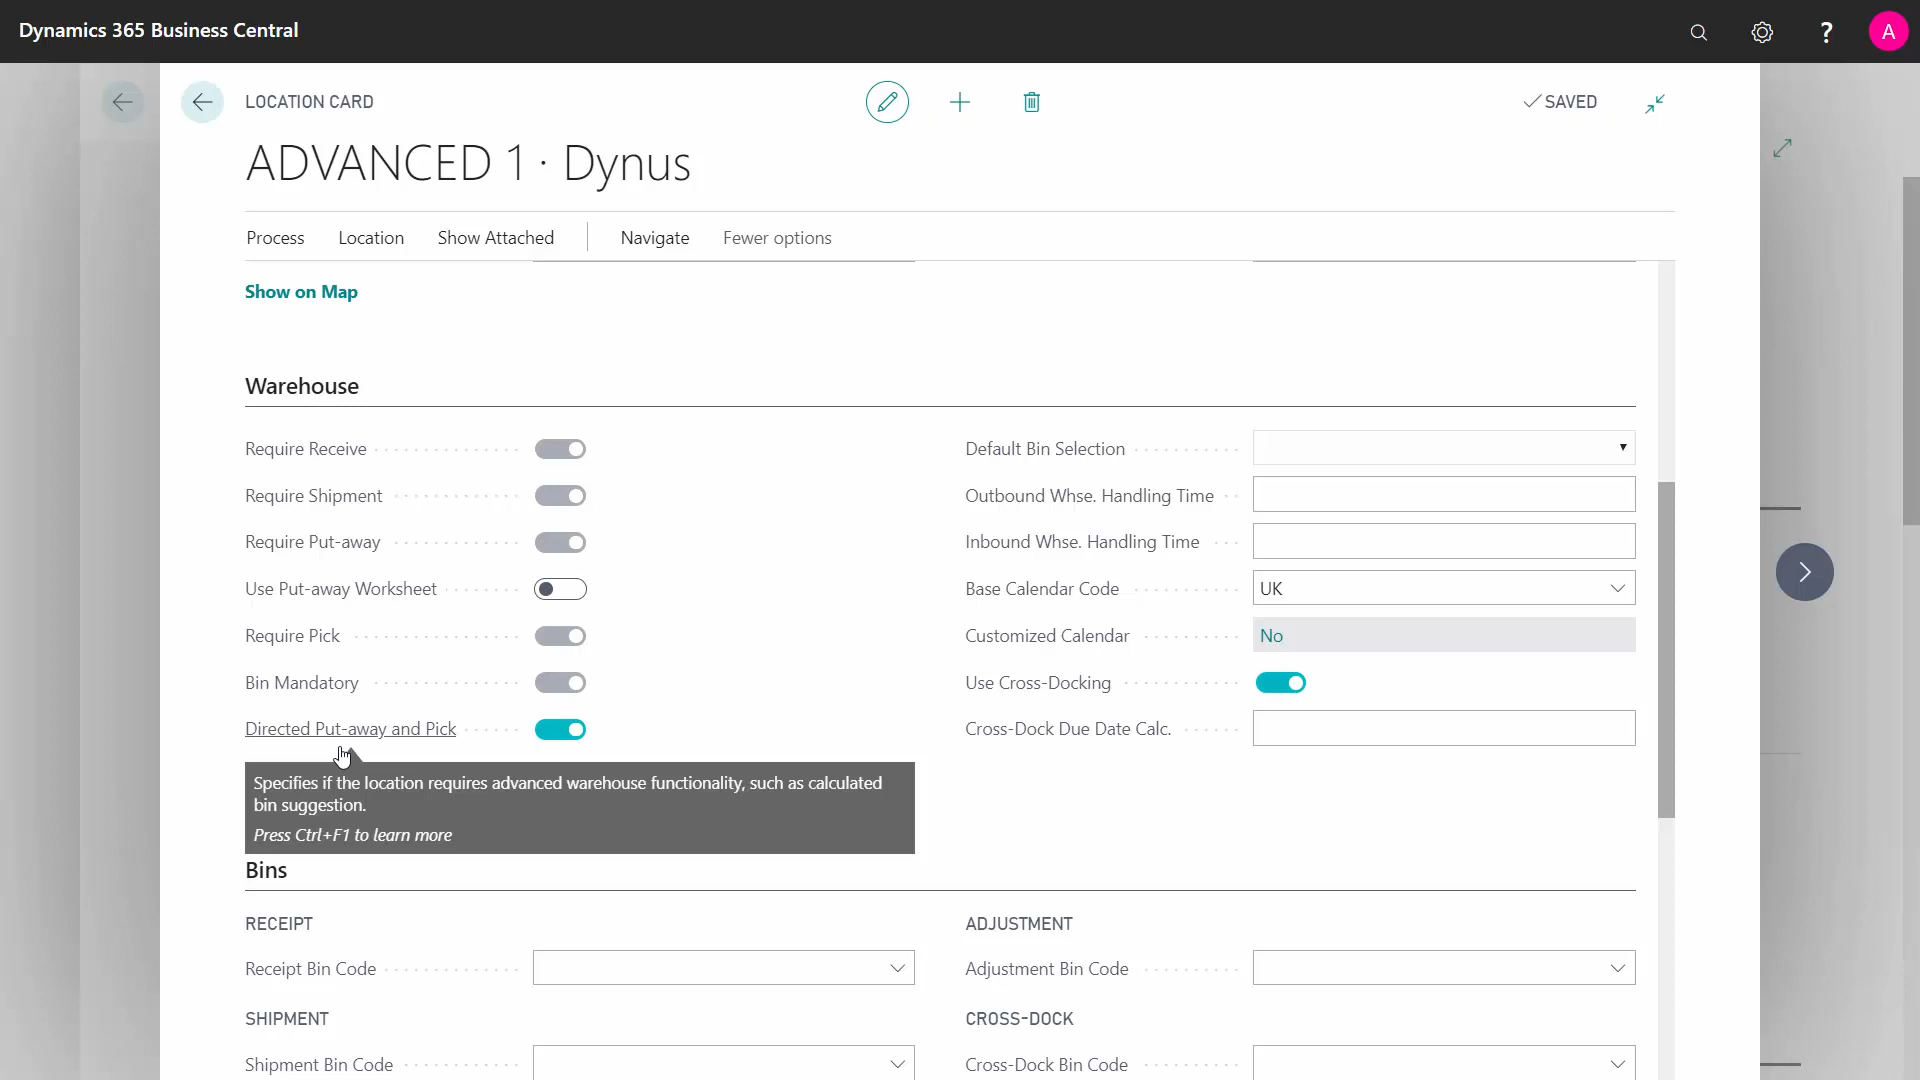 Dynamics 365 Business Central
?
A
LOCATION CARD
SAVED
ADVANCED 1 · Dynus
Process Location Show Attached Navigate Fewer options
Show on Map
Warehouse
Require Receive
Default Bin Selection
Require Shipment
Outbound Whse. Handling Time
Require Put-away
Inbound Whse. Handling Time
Use Put-away Worksheet
Base Calendar Code UK
Require Pick
Customized Calendar No
Bin Mandatory
Use Cross-Docking
Directed Put-away and Pick
Cross-Dock Due Date Calc.
Specifies if the location requires advanced warehouse functionality, such as calculated
bin suggestion.
Press Ctrl+F1 to learn more
Bins
RECEIPT
ADJUSTMENT
Receipt Bin Code
Adjustment Bin Code
SHIPMENT
CROSS-DOCK
Shipment Bin Code
Cross-Dock Bin Code